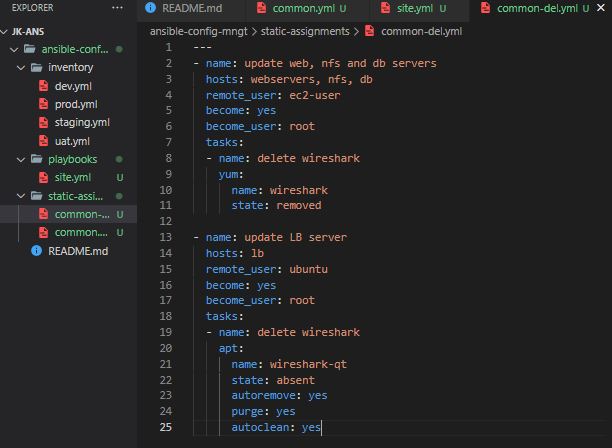 EXPLORER
···
README.md
common.yml U
site.yml U
common-del.yml U
JK-ANS
ansible-config-mngt > static-assignments > common-del.yml
ansible-conf...
inventory
dev.yml
prod.yml
staging.yml
uat.yml
playbooks
site.yml U
static-assi...
common-... U
common.... U
README.md
1 ---
2 - name: update web, nfs and db servers
3 hosts: webservers, nfs, db
4 remote_user: ec2-user
5 become: yes
6 become_user: root
7 tasks:
8 - name: delete wireshark
9 yum:
10 name: wireshark
11 state: removed
12
13 - name: update LB server
14 hosts: lb
15 remote_user: ubuntu
16 become: yes
17 become_user: root
18 tasks:
19 - name: delete wireshark
20 apt:
21 name: wireshark-qt
22 state: absent
23 autoremove: yes
24 purge: yes
25 autoclean: yes